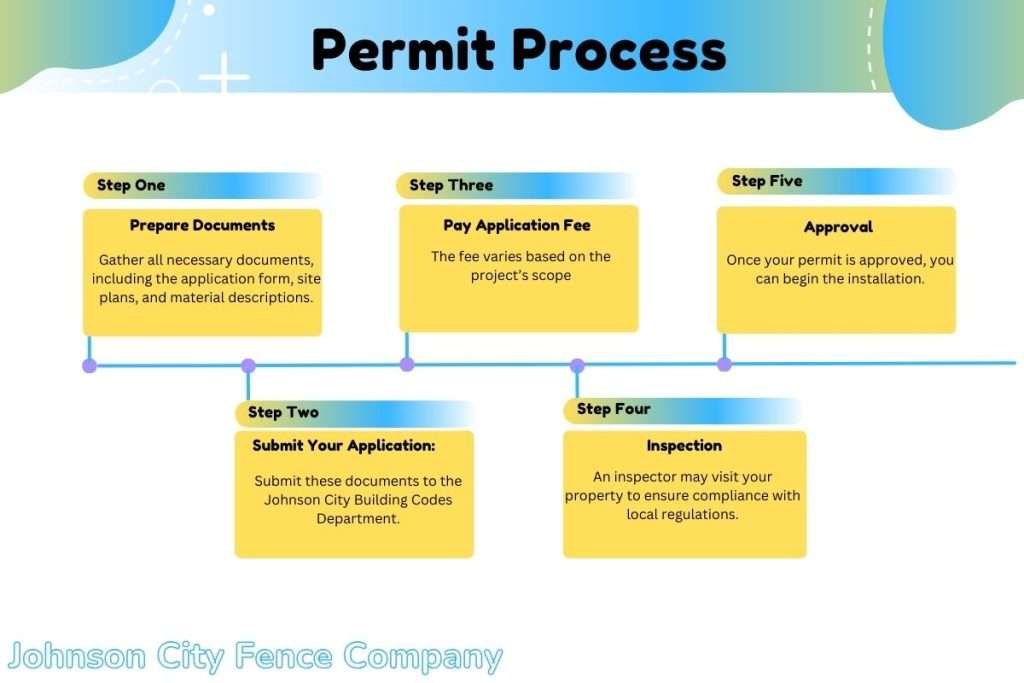 Permit Process
Step One
Prepare Documents
Gather all necessary documents,
including the application form, site
plans, and material descriptions.
Step Two
Submit Your Application:
Submit these documents to the
Johnson City Building Codes
Department.
Step Three
Pay Application Fee
The fee varies based on the
project's scope
Step Four
Inspection
An inspector may visit your
property to ensure compliance with
local regulations.
Step Five
Approval
Once your permit is approved, you
can begin the installation.
Johnson City Fence Company